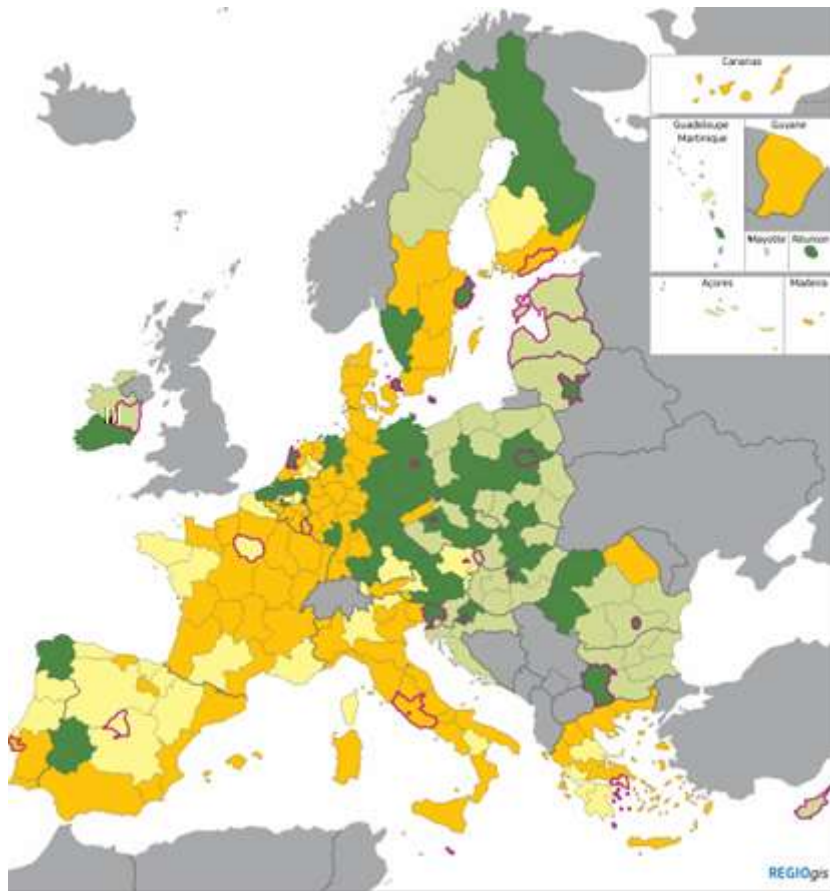 Canarias
Guadeloupe
Martinique
Guyane
Mayotte
Réunion
Açores
Madeira
REGIOgis